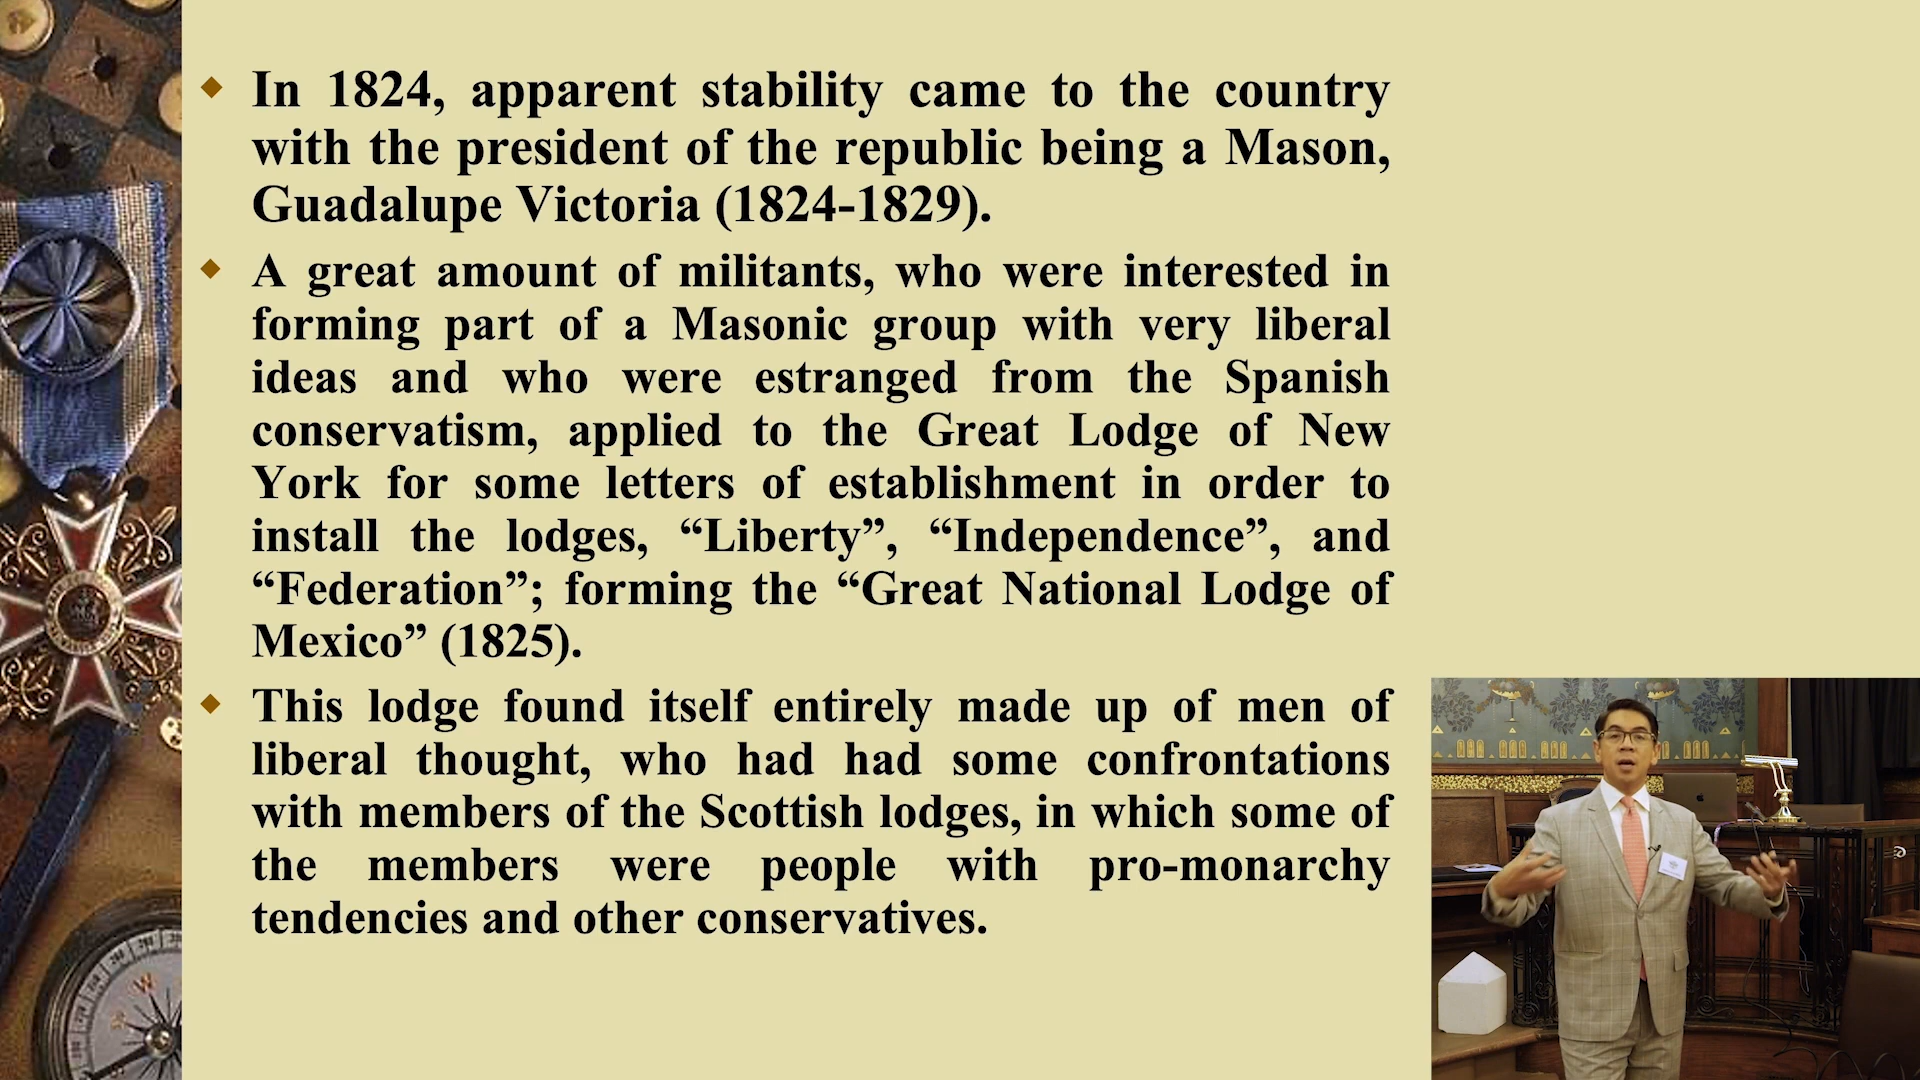 In 1824, apparent stability came to the country
with the president of the republic being a Mason,
Guadalupe Victoria (1824-1829).
A great amount of militants, who were interested in
forming part of a Masonic group with very liberal
ideas and who were estranged from the Spanish
conservatism, applied to the Great Lodge of New
York for some letters of establishment in order to
install the lodges, “Liberty”, “Independence”, and
“Federation”; forming the “Great National Lodge of
Mexico” (1825).
This lodge found itself entirely made up of men of
liberal thought, who had had some confrontations
with members of the Scottish lodges, in which some of
the members were people with pro-monarchy
tendencies and other conservatives.